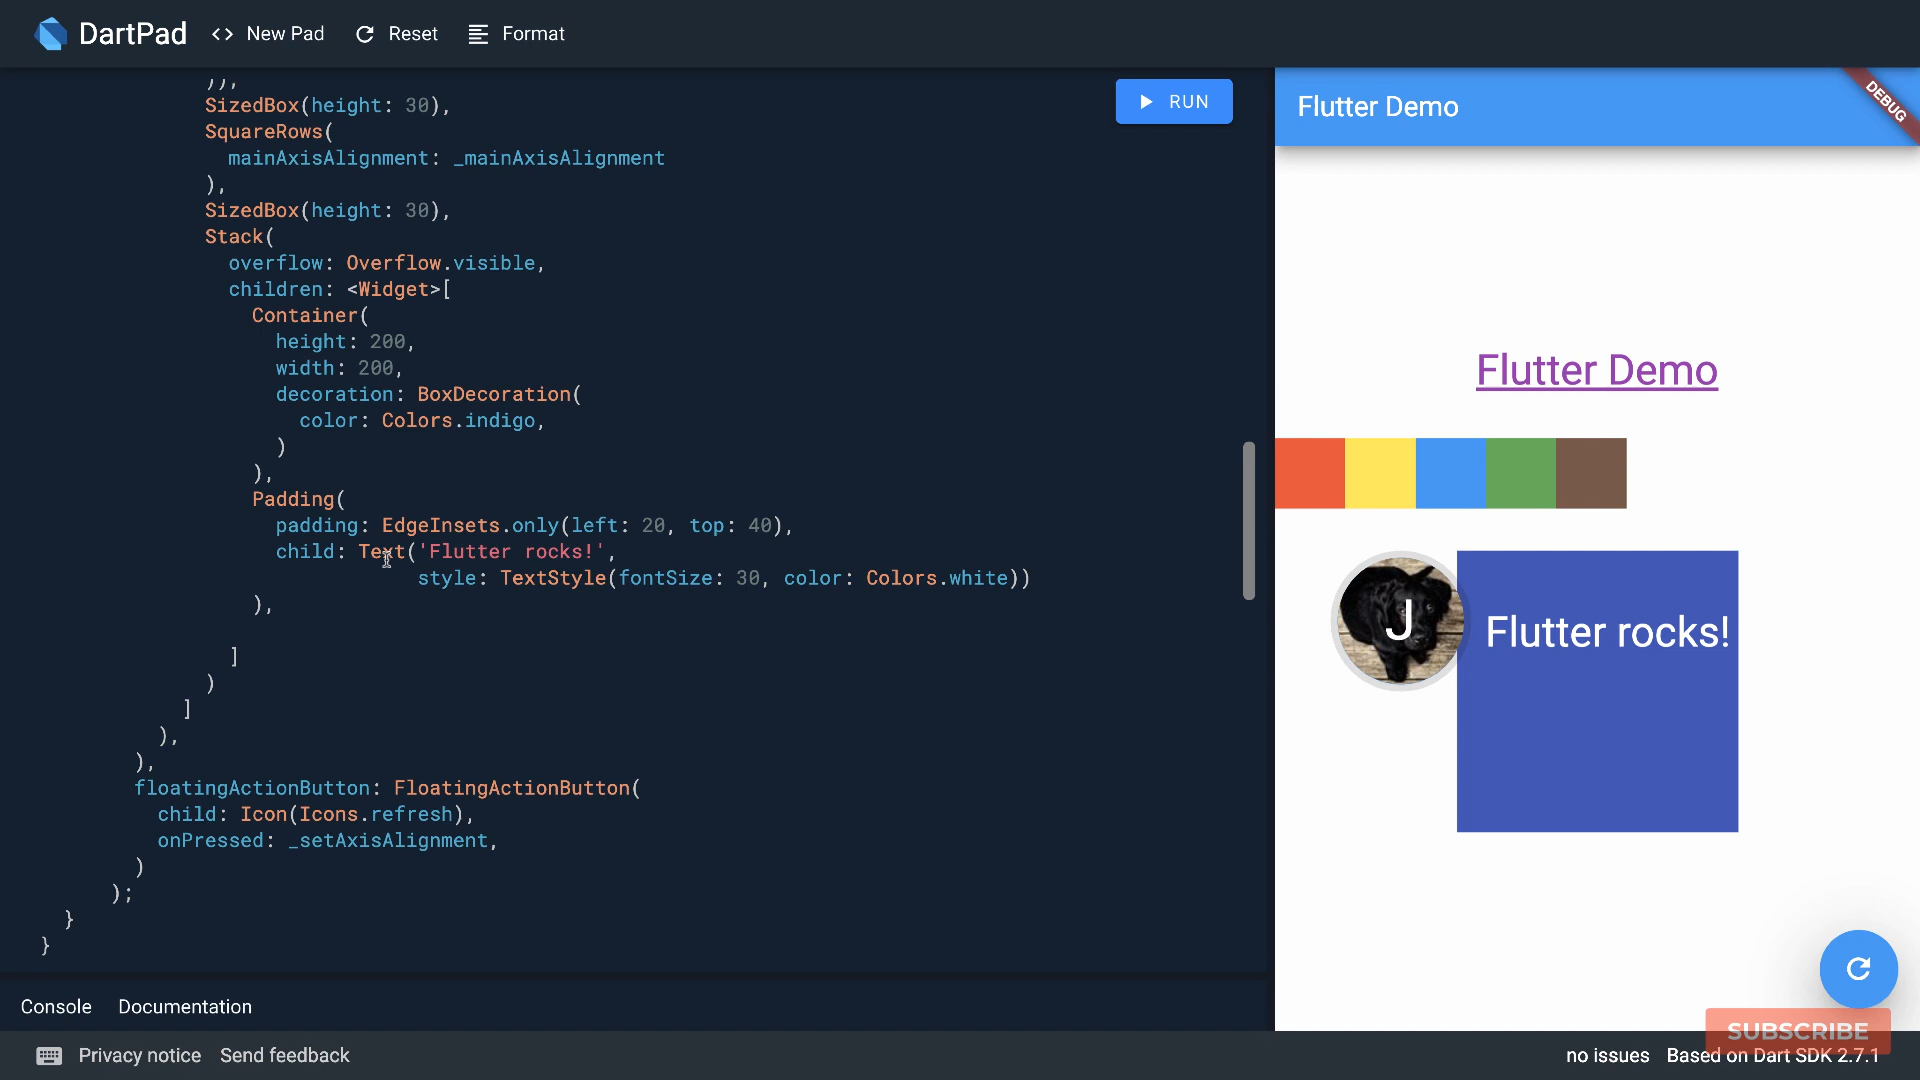 DartPad
<> New Pad
Reset
Format
)),
SizedBox(height: 30),
SquareRows(
mainAxisAlignment: _mainAxisAlignment
),
SizedBox(height: 30),
Stack(
overflow: Overflow.visible,
children: <Widget>[
Container(
height: 200,
width: 200,
decoration: BoxDecoration(
color: Colors.indigo,
)
),
Padding(
padding: EdgeInsets.only(left: 20, top: 40),
child: Text('Flutter rocks!',
style: TextStyle(fontSize: 30, color: Colors.white))
),
]
)
]
),
),
floatingActionButton: FloatingActionButton(
child: Icon(Icons.refresh),
onPressed: _setAxisAlignment,
)
);
}
}
RUN
Flutter Demo
DEBUG
Flutter Demo
J
Flutter rocks!
Console
Documentation
Privacy notice
Send feedback
SUBSCRIBE
no issues
Based on Dart SDK 2.7.1